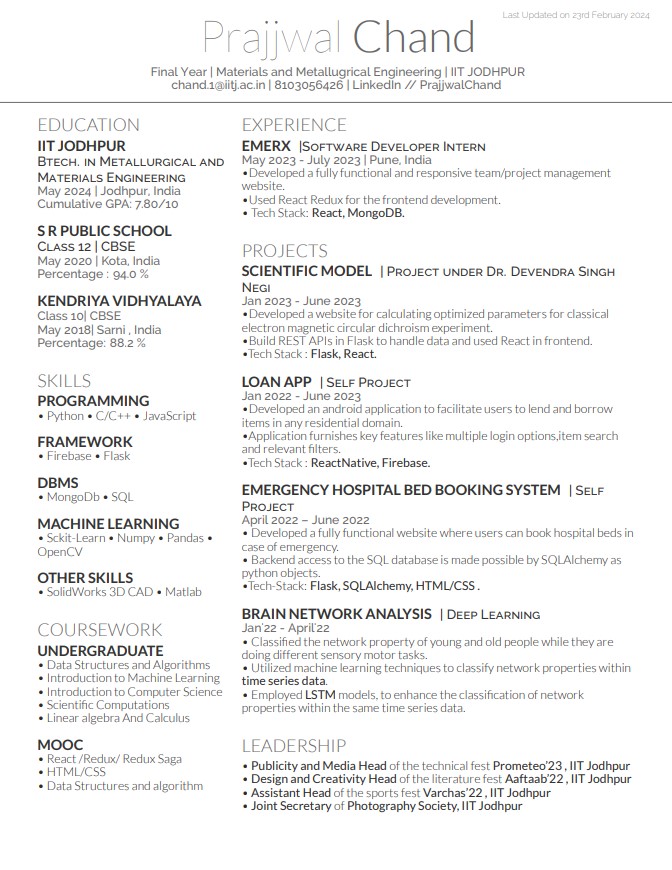 Last Updated on 23rd February 2024
Prajjwal Chand
Final Year | Materials and Metallugrical Engineering | IIT JODHPUR
chand.1@iitj.ac.in | 8103056426 | LinkedIn // PrajjwalChand
EDUCATION
IIT JODHPUR
Btech. in Metallurgical and
Materials Engineering
May 2024 | Jodhpur, India
Cumulative GPA: 7.80/10
S R PUBLIC SCHOOL
Class 12 | CBSE
May 2020 | Kota, India
Percentage : 94.0 %
KENDRIYA VIDHYALAYA
Class 10| CBSE
May 2018| Sarni , India
Percentage: 88.2 %
SKILLS
PROGRAMMING
• Python • C/C++ • JavaScript
FRAMEWORK
• Firebase • Flask
DBMS
• MongoDb • SQL
MACHINE LEARNING
• Sckit-Learn • Numpy • Pandas •
OpenCV
OTHER SKILLS
• SolidWorks 3D CAD • Matlab
COURSEWORK
UNDERGRADUATE
• Data Structures and Algorithms
• Introduction to Machine Learning
• Introduction to Computer Science
• Scientific Computations
• Linear algebra And Calculus
MOOC
• React /Redux/ Redux Saga
• HTML/CSS
• Data Structures and algorithm
EXPERIENCE
EMERX |Software Developer Intern
May 2023 - July 2023 | Pune, India
•Developed a fully functional and responsive team/project management
website.
•Used React Redux for the frontend development.
• Tech Stack: React, MongoDB.
PROJECTS
SCIENTIFIC MODEL | Project under Dr. Devendra Singh
Negi
Jan 2023 - June 2023
•Developed a website for calculating optimized parameters for classical
electron magnetic circular dichroism experiment.
•Build REST APIs in Flask to handle data and used React in frontend.
•Tech Stack : Flask, React.
LOAN APP | Self Project
Jan 2022 - June 2023
•Developed an android application to facilitate users to lend and borrow
items in any residential domain.
•Application furnishes key features like multiple login options,item search
and relevant filters.
•Tech Stack : ReactNative, Firebase.
EMERGENCY HOSPITAL BED BOOKING SYSTEM | Self
Project
April 2022 – June 2022
• Developed a fully functional website where users can book hospital beds in
case of emergency.
• Backend access to the SQL database is made possible by SQLAlchemy as
python objects.
•Tech-Stack: Flask, SQLAlchemy, HTML/CSS .
BRAIN NETWORK ANALYSIS | Deep Learning
Jan'22 - April'22
• Classified the network property of young and old people while they are
doing different sensory motor tasks.
• Utilized machine learning techniques to classify network properties within
time series data.
• Employed LSTM models, to enhance the classification of network
properties within the same time series data.
LEADERSHIP
• Publicity and Media Head of the technical fest Prometeo'23 , IIT Jodhpur
• Design and Creativity Head of the literature fest Aaftaab'22 , IIT Jodhpur
• Assistant Head of the sports fest Varchas'22 , IIT Jodhpur
• Joint Secretary of Photography Society, IIT Jodhpur